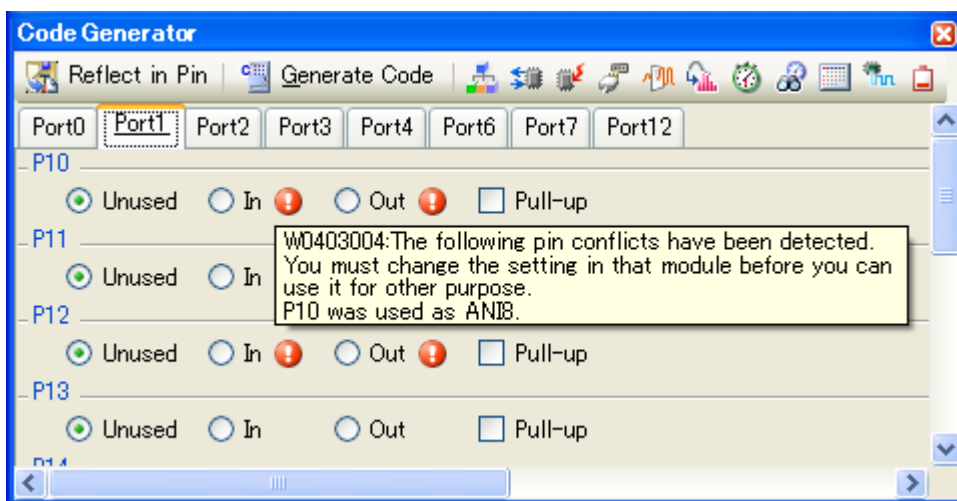 Code Generator
Reflect in Pin Generate Code
Port0 Port1 Port2 Port3 Port4 Port6 Port7 Port12
P10
Unused In Out Pull-up
P11
W0403004:The following pin conflicts have been detected.
You must change the setting in that module before you can
Unused In use it for other purpose.
P10 was used as ANI8.
P12
Unused In Out Pull-up
P13
Unused In Out Pull-up
P14